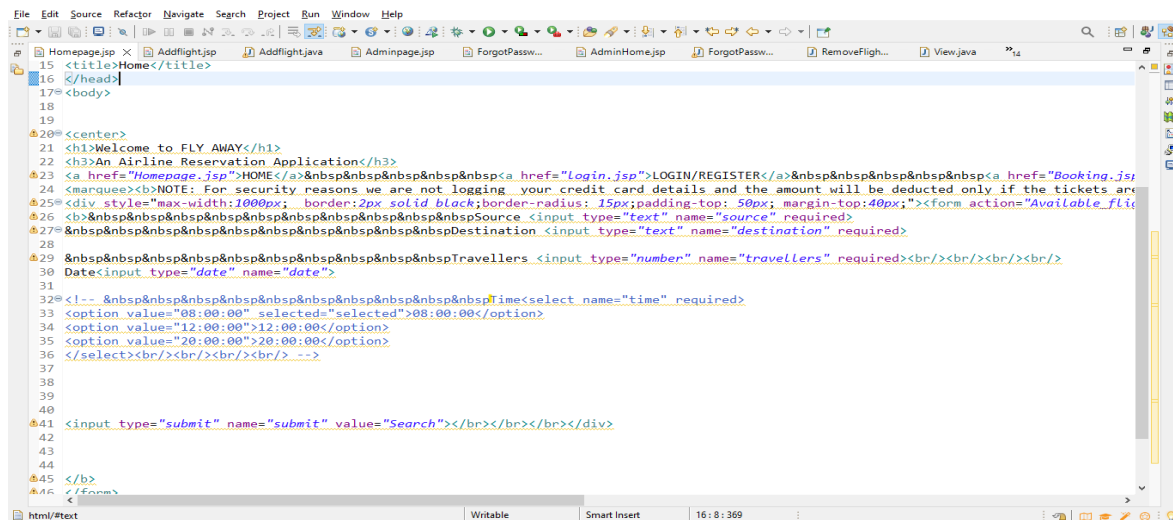 File Edit Source Refactor Navigate Search Project Run Window Help
Homepage.jsp Addflight.jsp Addflight.java Adminpage.jsp ForgotPassw... AdminHome.jsp ForgotPassw... RemoveFligh... View.java »14
15 <title>Home</title>
16 </head>
17 <body>
18
19
20 <center>
21 <h1>Welcome to FLY AWAY</h1>
22 <h3>An Airline Reservation Application</h3>
23 <a href="Homepage.jsp">HOME</a>&nbsp&nbsp&nbsp&nbsp&nbsp<a href="login.jsp">LOGIN/REGISTER</a>&nbsp&nbsp&nbsp&nbsp&nbsp<a href="Booking.jsp
24 <marquee><b>NOTE: For security reasons we are not logging  your credit card details and the amount will be deducted only if the tickets are
25 <div style="max-width:1000px;  border:2px solid black;border-radius: 15px;padding-top: 50px; margin-top:40px;"><form action="Available_flig
26 <b>&nbsp&nbsp&nbsp&nbsp&nbsp&nbsp&nbsp&nbsp&nbsp&nbspSource <input type="text" name="source" required>
27 &nbsp&nbsp&nbsp&nbsp&nbsp&nbsp&nbsp&nbsp&nbsp&nbspDestination <input type="text" name="destination" required>
28
29 &nbsp&nbsp&nbsp&nbsp&nbsp&nbsp&nbsp&nbsp&nbsp&nbspTravellers <input type="number" name="travellers" required><br/><br/><br/><br/>
30 Date<input type="date" name="date">
31
32 <!-- &nbsp&nbsp&nbsp&nbsp&nbsp&nbsp&nbsp&nbsp&nbsp&nbspTime<select name="time" required>
33 <option value="08:00:00" selected="selected">08:00:00</option>
34 <option value="12:00:00">12:00:00</option>
35 <option value="20:00:00">20:00:00</option>
36 </select><br/><br/><br/><br/> -->
37
38
39
40
41 <input type="submit" name="submit" value="Search"></br></br></br></div>
42
43
44
45 </b>
46 </form>
html/#text Writable Smart Insert 16 : 8 : 369